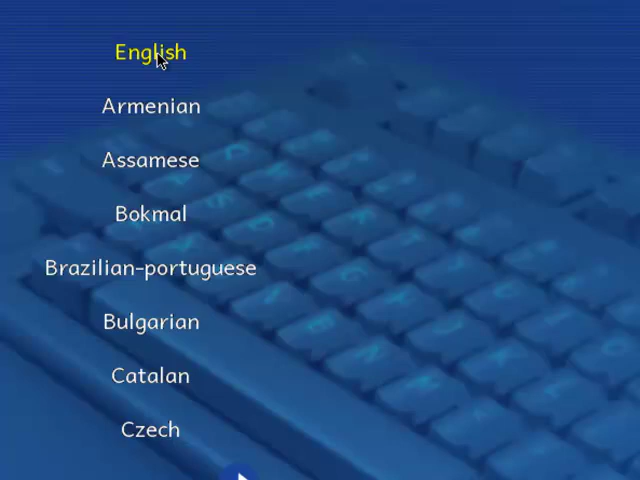 English
Armenian
Assamese
Bokmal
Brazilian-portuguese
Bulgarian
Catalan
Czech